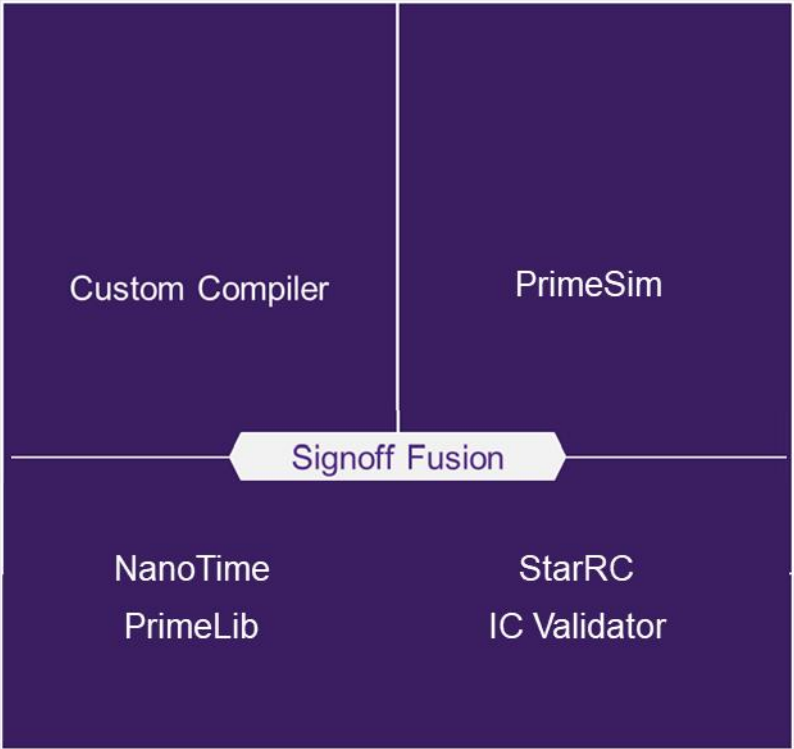 Custom Compiler
PrimeSim
Signoff Fusion
NanoTime
StarRC
PrimeLib
IC Validator